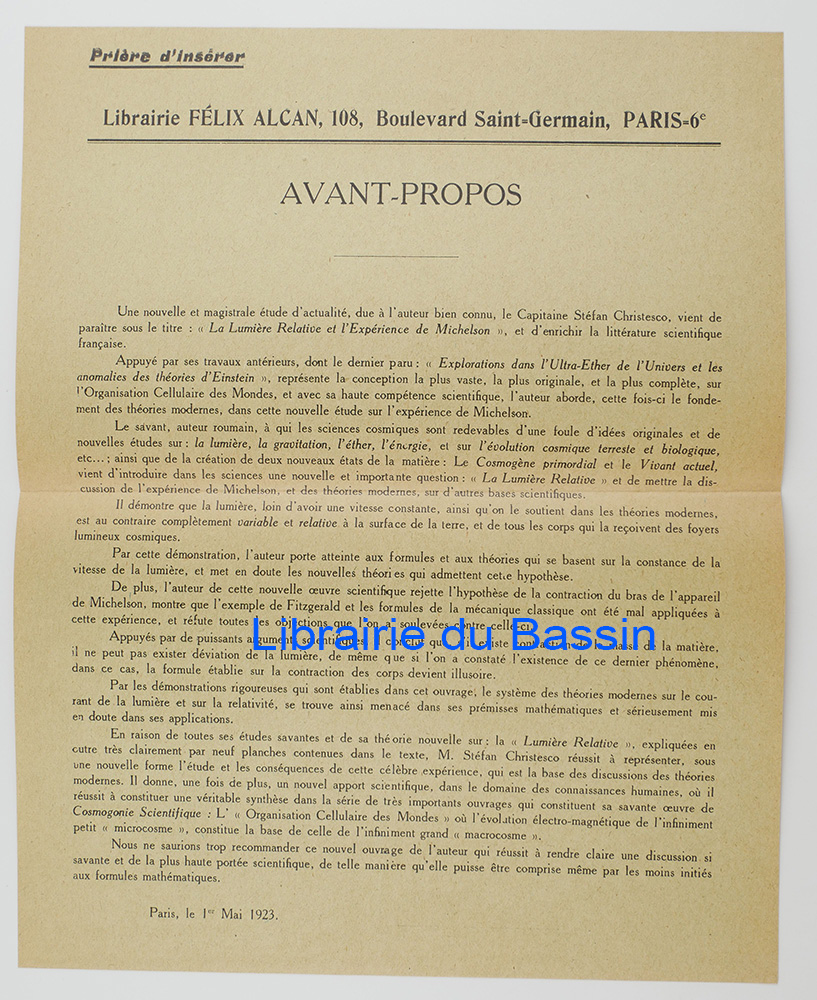 Prière d'insérer
Librairie FÉLIX ALCAN, 108, Boulevard Saint-Germain, PARIS-6e
AVANT-PROPOS
Une nouvelle et magistrale étude d'actualité, due à l'auteur bien connu, le Capitaine Stéfan Christesco, vient de
paraître sous le titre : « La Lumière Relative et l'Expérience de Michelson », et d'enrichir la littérature scientifique
française.
Appuyé par ses travaux antérieurs, dont le dernier paru : « Explorations dans l'Ultra-Ether de l'Univers et les
anomalies des théories d'Einstein », représente la conception la plus vaste, la plus originale, et la plus complète, sur
l'Organisation Cellulaire des Mondes, et avec sa haute compétence scientifique, l'auteur aborde, cette fois-ci le fonde-
ment des théories modernes, dans cette nouvelle étude sur l'expérience de Michelson.
Le savant, auteur roumain, à qui les sciences cosmiques sont redevables d'une foule d'idées originales et de
nouvelles études sur : la lumière, la gravitation, l'éther, l'énergie, et sur l'évolution cosmique terreste et biologique,
etc... ; ainsi que de la création de deux nouveaux états de la matière : Le Cosmogène primordial et le Vivant actuel,
vient d'introduire dans les sciences une nouvelle et importante question : « La Lumière Relative » et de mettre la dis-
cussion de l'expérience de Michelson, et des théories modernes, sur d'autres bases scientifiques.
Il démontre que la lumière, loin d'avoir une vitesse constante, ainsi qu'on le soutient dans les théories modernes,
est au contraire complètement variable et relative à la surface de la terre, et de tous les corps qui la reçoivent des foyers
lumineux cosmiques.
Par cette démonstration, l'auteur porte atteinte aux formules et aux théories qui se basent sur la constance de la
vitesse de la lumière, et met en doute les nouvelles théories qui admettent cette hypothèse.
De plus, l'auteur de cette nouvelle œuvre scientifique rejette l'hypothèse de la contraction du bras de l'appareil
de Michelson, montre que l'exemple de Fitzgerald et les formules de la mécanique classique ont été mal appliquées à
cette expérience, et réfute toutes les objections que l'on a soulevées contre celle-ci.
Librairie du Bassin
Appuyés par de puissants arguments scientifiques, il la matière,
il ne peut pas exister déviation de la lumière, de même que si l'on a constaté l'existence de ce dernier phénomène,
dans ce cas, la formule établie sur la contraction des corps devient illusoire.
Par les démonstrations rigoureuses qui sont établies dans cet ouvrage, le système des théories modernes sur le cou-
rant de la lumière et sur la relativité, se trouve ainsi menacé dans ses prémisses mathématiques et sérieusement mis
en doute dans ses applications.
En raison de toutes ses études savantes et de sa théorie nouvelle sur : la « Lumière Relative », expliquées en
outre très clairement par neuf planches contenues dans le texte, M. Stéfan Christesco réussit à représenter, sous
une nouvelle forme l'étude et les conséquences de cette célèbre expérience, qui est la base des discussions des théories
modernes. Il donne, une fois de plus, un nouvel apport scientifique, dans le domaine des connaissances humaines, où il
réussit à constituer une véritable synthèse dans la série de très importants ouvrages qui constituent sa savante œuvre de
Cosmogonie Scientifique : L' « Organisation Cellulaire des Mondes » où l'évolution électro-magnétique de l'infiniment
petit « microcosme », constitue la base de celle de l'infiniment grand « macrocosme ».
Nous ne saurions trop recommander ce nouvel ouvrage de l'auteur qui réussit à rendre claire une discussion si
savante et de la plus haute portée scientifique, de telle manière qu'elle puisse être comprise même par les moins initiés
aux formules mathématiques.
Paris, le 1er Mai 1923.